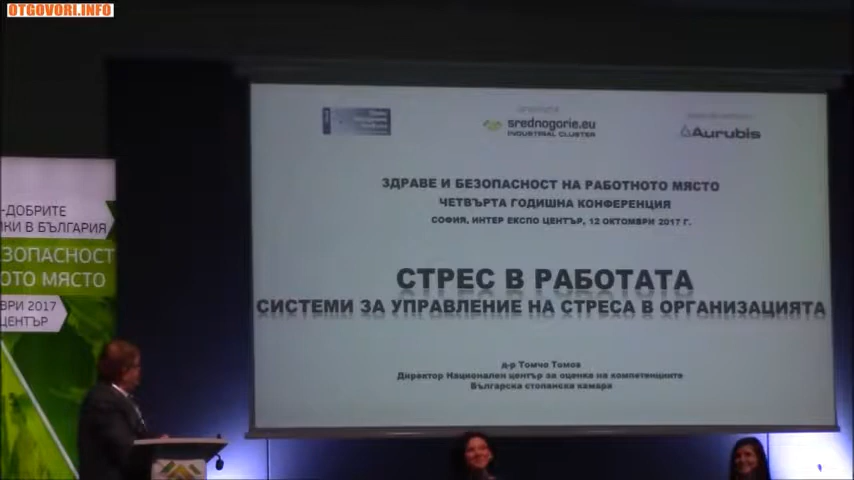 OTGOVORI.INFO
srednogorie.eu
INDUSTRIAL CLUSTER
Aurubis
ЗДРАВЕ И БЕЗОПАСНОСТ НА РАБОТНОТО МЯСТО
ЧЕТВЪРТА ГОДИШНА КОНФЕРЕНЦИЯ
СОФИЯ, ИНТЕР ЕКСПО ЦЕНТЪР, 12 ОКТОМВРИ 2017 Г.
СТРЕС В РАБОТАТА
СИСТЕМИ ЗА УПРАВЛЕНИЕ НА СТРЕСА В ОРГАНИЗАЦИЯТА
д-р Томчо Томов
Директор Национален център за оценка на компетенциите
Българска стопанска камара
-ДОБРИТЕ
КИ В БЪЛГАРИЯ
ЗОПАСНОСТ
ОТО МЯСТО
ВРИ 2017
ЦЕНТЪР